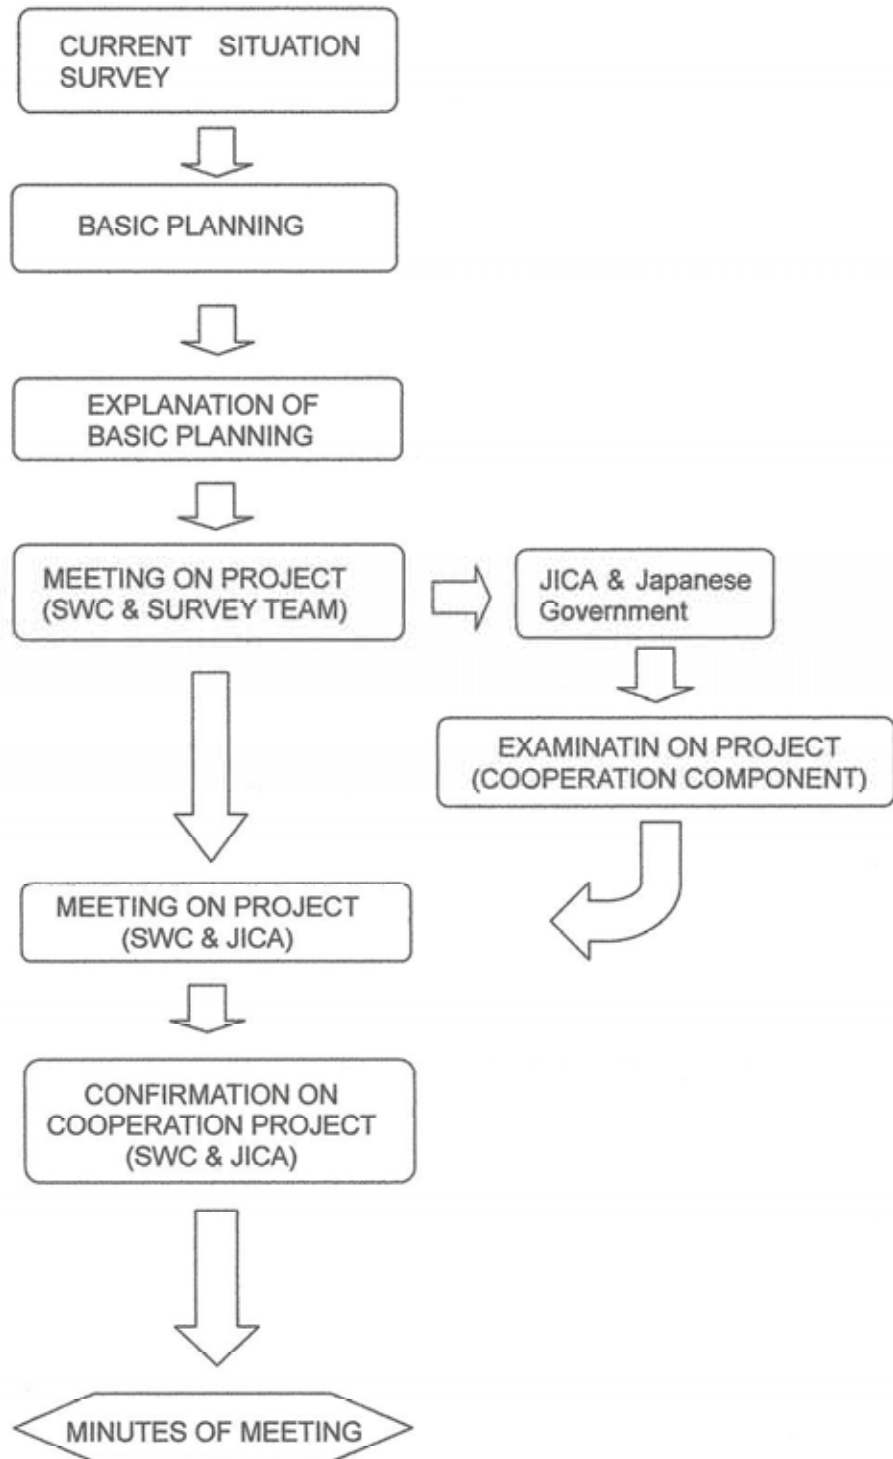 CURRENT SITUATION
SURVEY
BASIC PLANNING
EXPLANATION OF
BASIC PLANNING
MEETING ON PROJECT
(SWC & SURVEY TEAM)
JICA & Japanese
Government
EXAMINATIN ON PROJECT
(COOPERATION COMPONENT)
MEETING ON PROJECT
(SWC & JICA)
CONFIRMATION ON
COOPERATION PROJECT
(SWC & JICA)
MINUTES OF MEETING